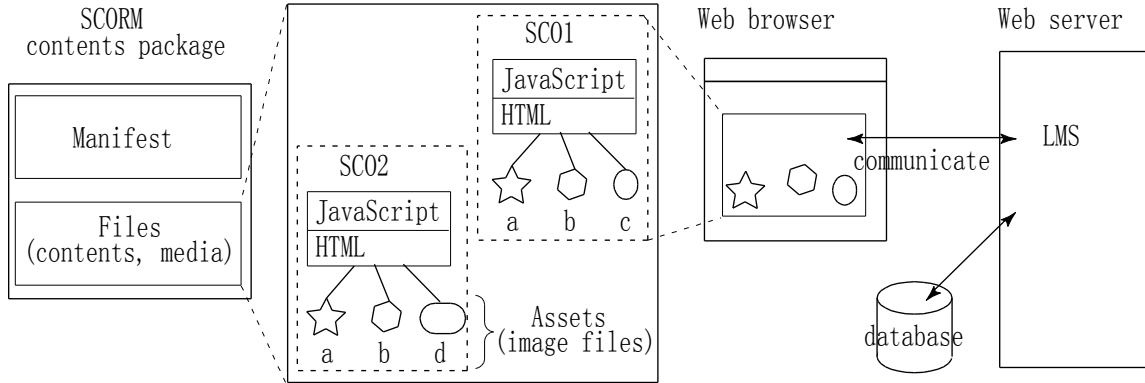 SCORM
contents package
Manifest
Files
(contents, media)
SCO1
JavaScript
HTML
a b c
SCO2
JavaScript
HTML
a b d
Assets
(image files)
Web browser
communicate
Web server
LMS
database